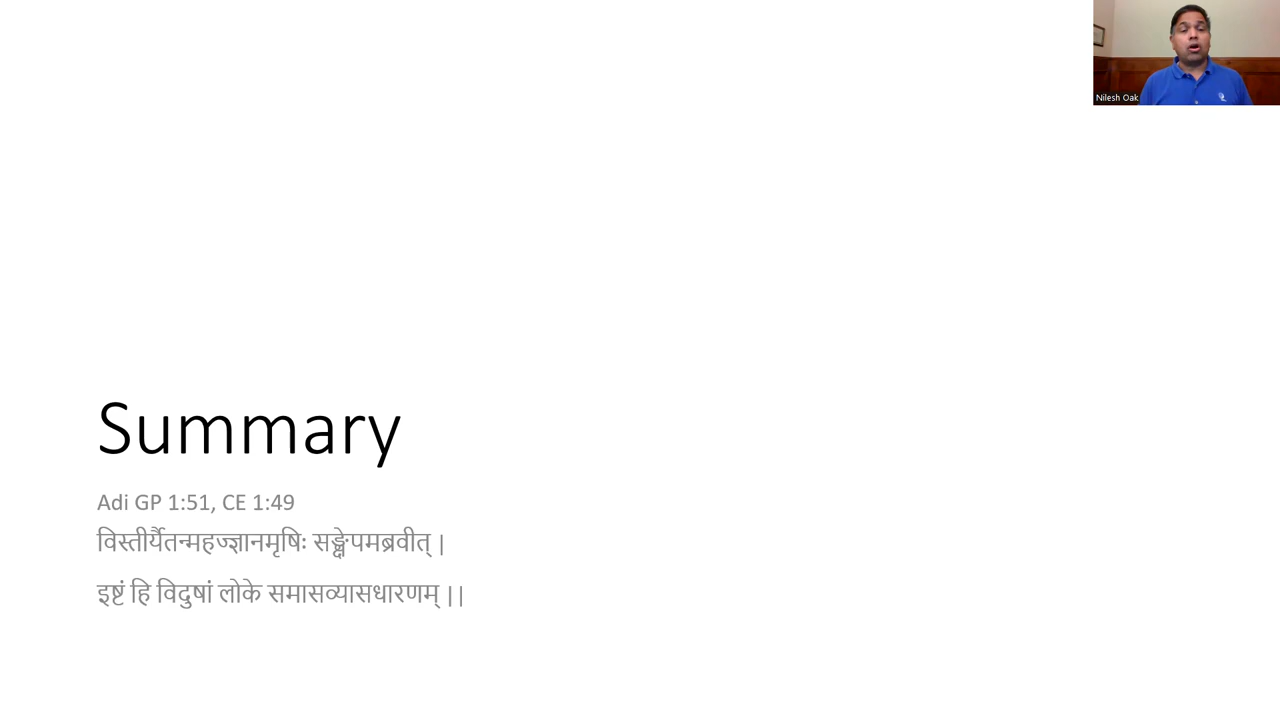 Nilesh Oak
Summary
Adi GP 1:51, CE 1:49
विस्तीर्यैतन्महज्ज्ञानमृषिः सङ्क्षेपमब्रवीत् |
इष्टं हि विदुषां लोके समासव्यासधारणम् ||